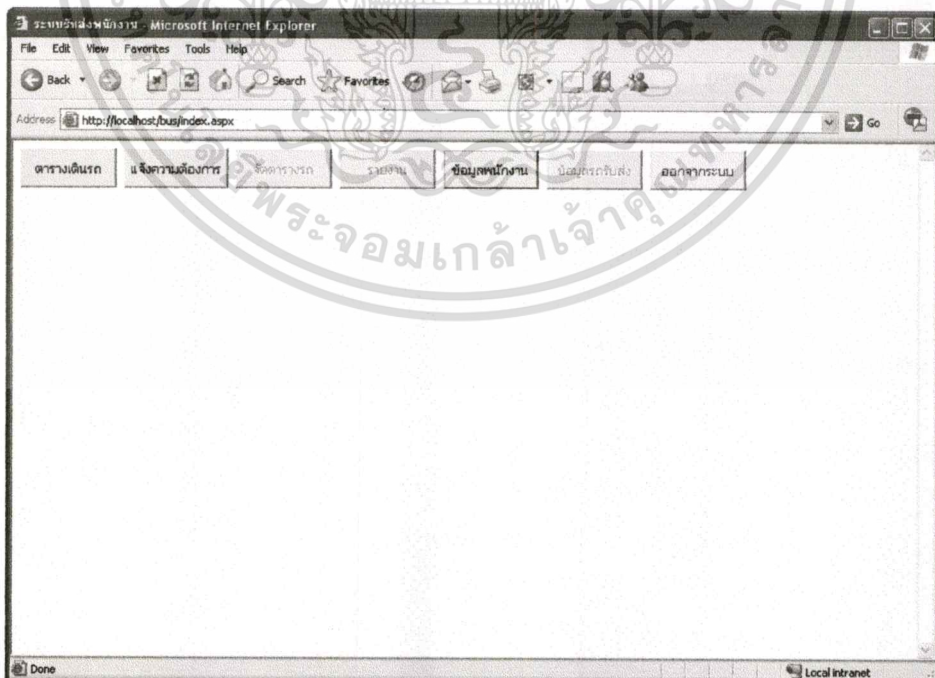 ระบบรับส่งพนักงาน - Microsoft Internet Explorer
File Edit View Favorites Tools Help
Back Search Favorites
Address http://localhost/bus/index.aspx Go
ตารางเดินรถ แจ้งความต้องการ จัดตารางรถ รายงาน ข้อมูลพนักงาน ข้อมูลรถรับส่ง ออกจากระบบ
พระจอมเกล้าเจ้าคุณทหารลา
Done Local intranet